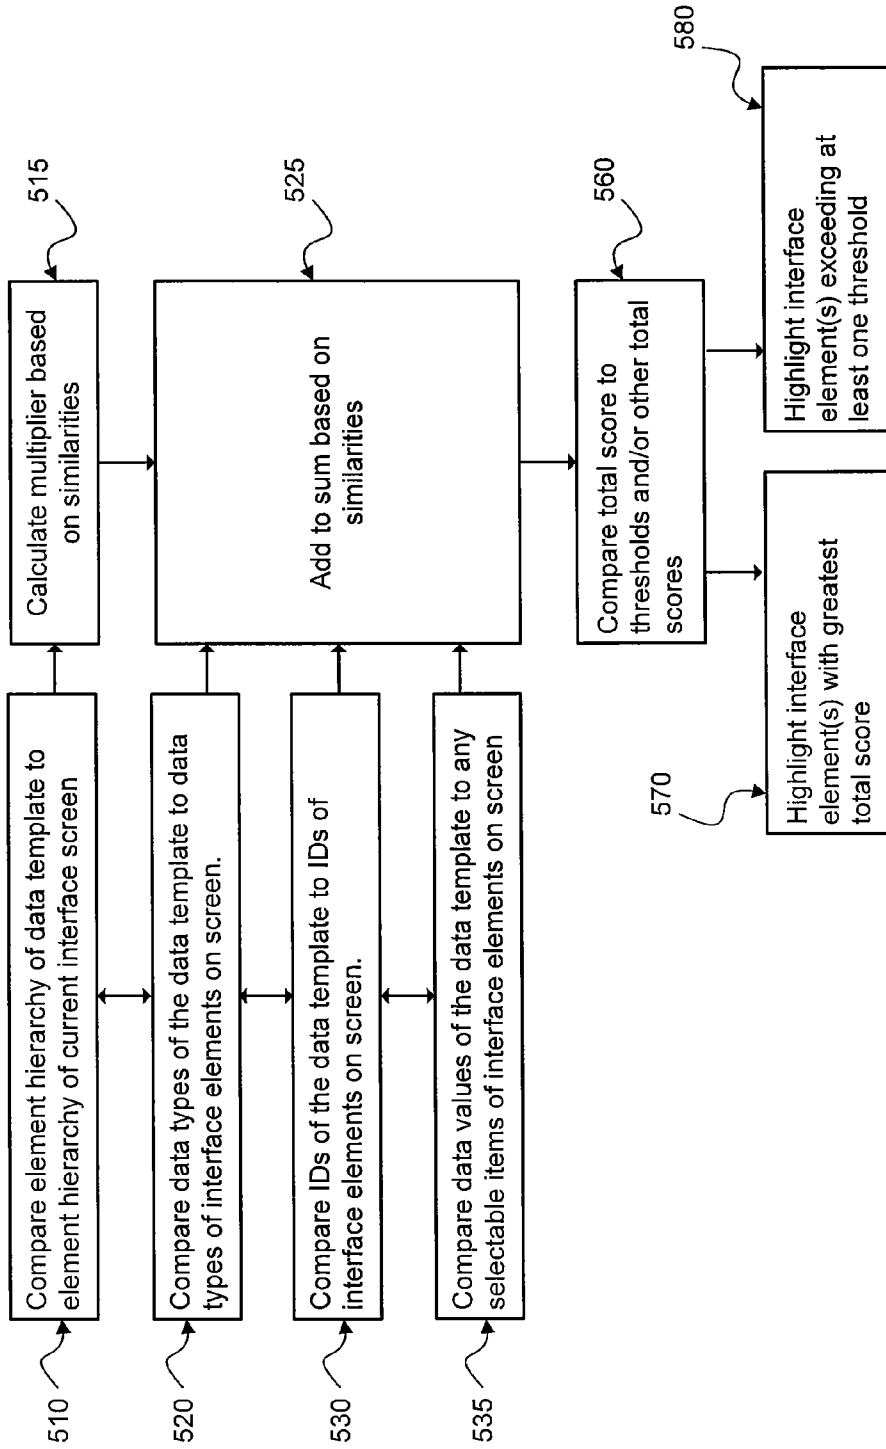 510
Compare element hierarchy of data template to
element hierarchy of current interface screen
Calculate multiplier based
on similarities
515
520
Compare data types of the data template to data
types of interface elements on screen.
Add to sum based on
similarities
525
530
Compare IDs of the data template to IDs of
interface elements on screen.
535
Compare data values of the data template to any
selectable items of interface elements on screen
Compare total score to
thresholds and/or other total
scores
560
570
Highlight interface
element(s) with greatest
total score
Highlight interface
element(s) exceeding at
least one threshold
580